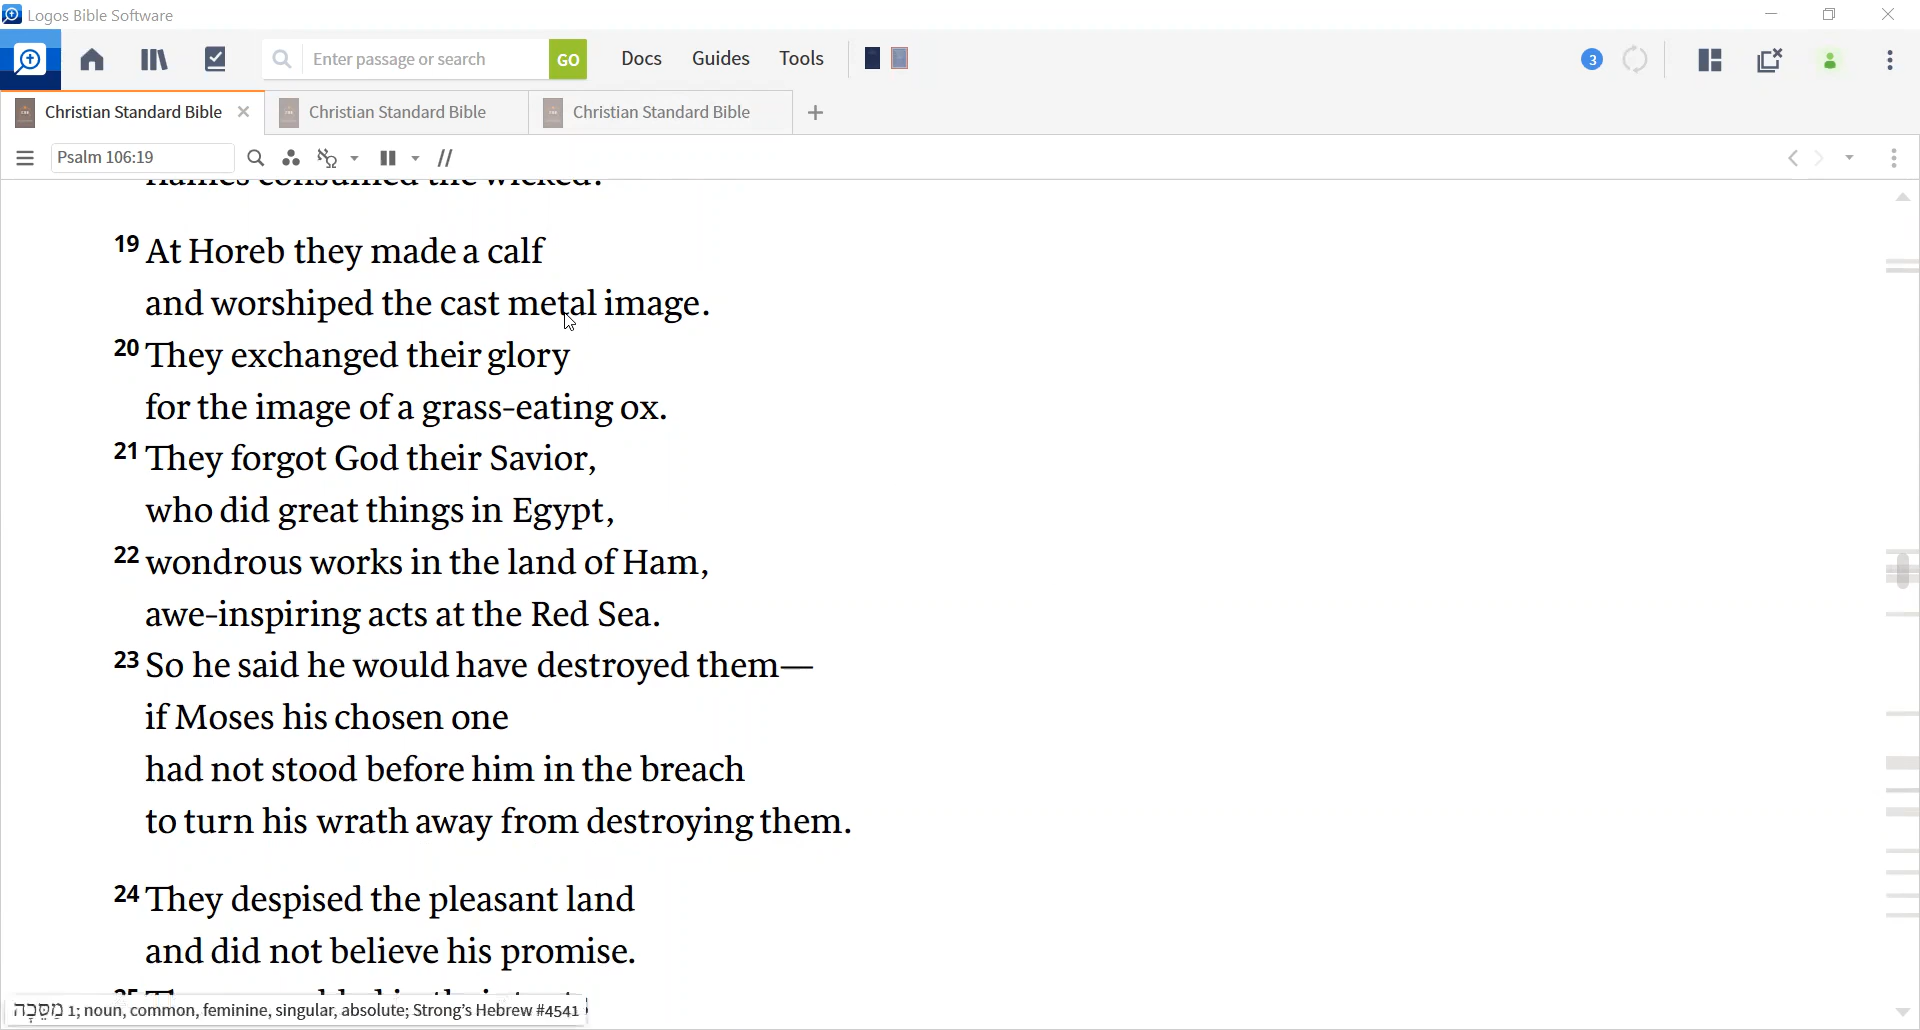 Logos Bible Software
Enter passage or search
GO
Docs
Guides
Tools
3
Christian Standard Bible
Christian Standard Bible
Christian Standard Bible
Psalm 106:19
flames consumed the wicked.
19 At Horeb they made a calf
and worshiped the cast metal image.
20 They exchanged their glory
for the image of a grass-eating ox.
21 They forgot God their Savior,
who did great things in Egypt,
22 wondrous works in the land of Ham,
awe-inspiring acts at the Red Sea.
23 So he said he would have destroyed them—
if Moses his chosen one
had not stood before him in the breach
to turn his wrath away from destroying them.
24 They despised the pleasant land
and did not believe his promise.
מַסֵּכָה 1; noun, common, feminine, singular, absolute; Strong's Hebrew #4541